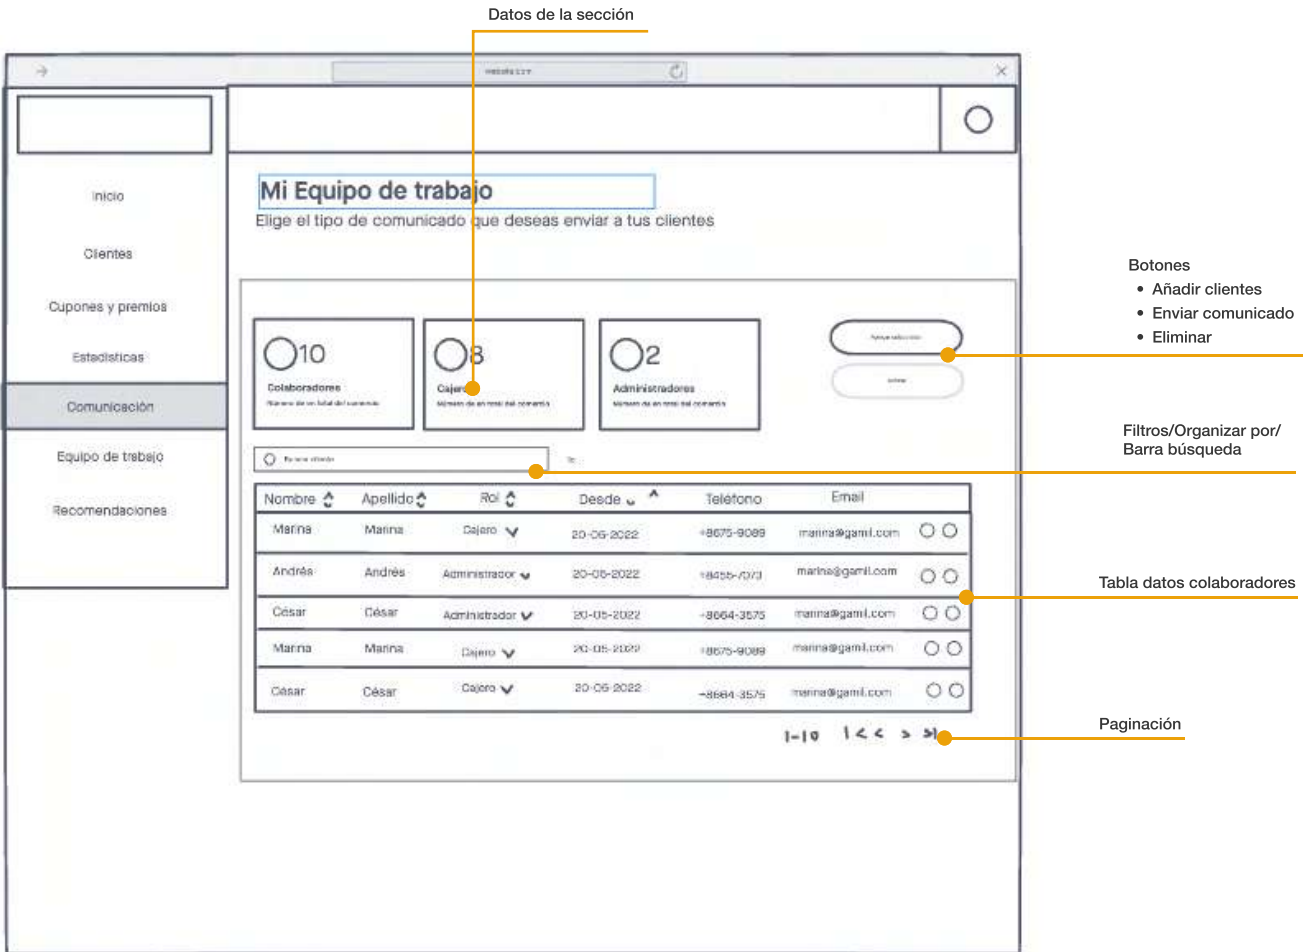 Datos de la sección
Mi Equipo de trabajo
Elige el tipo de comunicado que deseas enviar a tus clientes
Inicio
Clientes
Cupones y premios
Estadísticas
Comunicación
Equipo de trabajo
Recomendaciones
10
Colaboradores
8
2
Administradores
Botones
• Añadir clientes
• Enviar comunicado
• Eliminar
Filtros/Organizar por/
Barra búsqueda
Nombre Apellido Rol Desde Teléfono Email
Marina Marina Cajero 20-05-2022 +8675-9089 marina@gamil.com
Andrés Andrés Administrador 20-05-2022 +8455-7073 marina@gamil.com
César César Administrador 20-05-2022 +8664-3575 marina@gamil.com
Marina Marina Cajero 20-05-2022 +8675-9089 marina@gamil.com
César César Cajero 20-05-2022 +8664-3575 marina@gamil.com
Tabla datos colaboradores
1-10 |< < > >|
Paginación